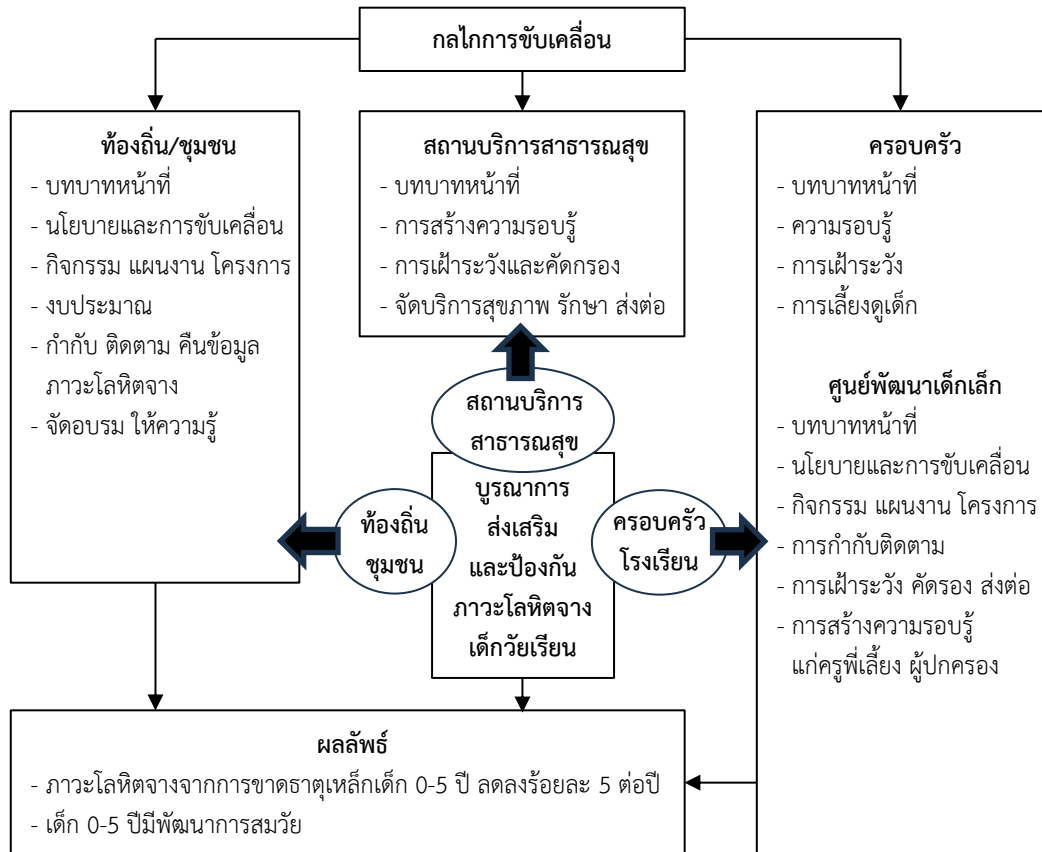 กลไกการขับเคลื่อน
ท้องถิ่น/ชุมชน
- บทบาทหน้าที่
- นโยบายและการขับเคลื่อน
- กิจกรรม แผนงาน โครงการ
- งบประมาณ
- กำกับ ติดตาม คืนข้อมูล
ภาวะโลหิตจาง
- จัดอบรม ให้ความรู้
สถานบริการสาธารณสุข
- บทบาทหน้าที่
- การสร้างความรอบรู้
- การเฝ้าระวังและคัดกรอง
- จัดบริการสุขภาพ รักษา ส่งต่อ
ครอบครัว
- บทบาทหน้าที่
- ความรอบรู้
- การเฝ้าระวัง
- การเลี้ยงดูเด็ก
ศูนย์พัฒนาเด็กเล็ก
- บทบาทหน้าที่
- นโยบายและการขับเคลื่อน
- กิจกรรม แผนงาน โครงการ
- การกำกับติดตาม
- การเฝ้าระวัง คัดรอง ส่งต่อ
- การสร้างความรอบรู้
แก่ครูพี่เลี้ยง ผู้ปกครอง
สถานบริการ
สาธารณสุข
ท้องถิ่น
ชุมชน
บูรณาการ
ส่งเสริม
และป้องกัน
ภาวะโลหิตจาง
เด็กวัยเรียน
ครอบครัว
โรงเรียน
ผลลัพธ์
- ภาวะโลหิตจางจากการขาดธาตุเหล็กเด็ก 0-5 ปี ลดลงร้อยละ 5 ต่อปี
- เด็ก 0-5 ปีมีพัฒนาการสมวัย